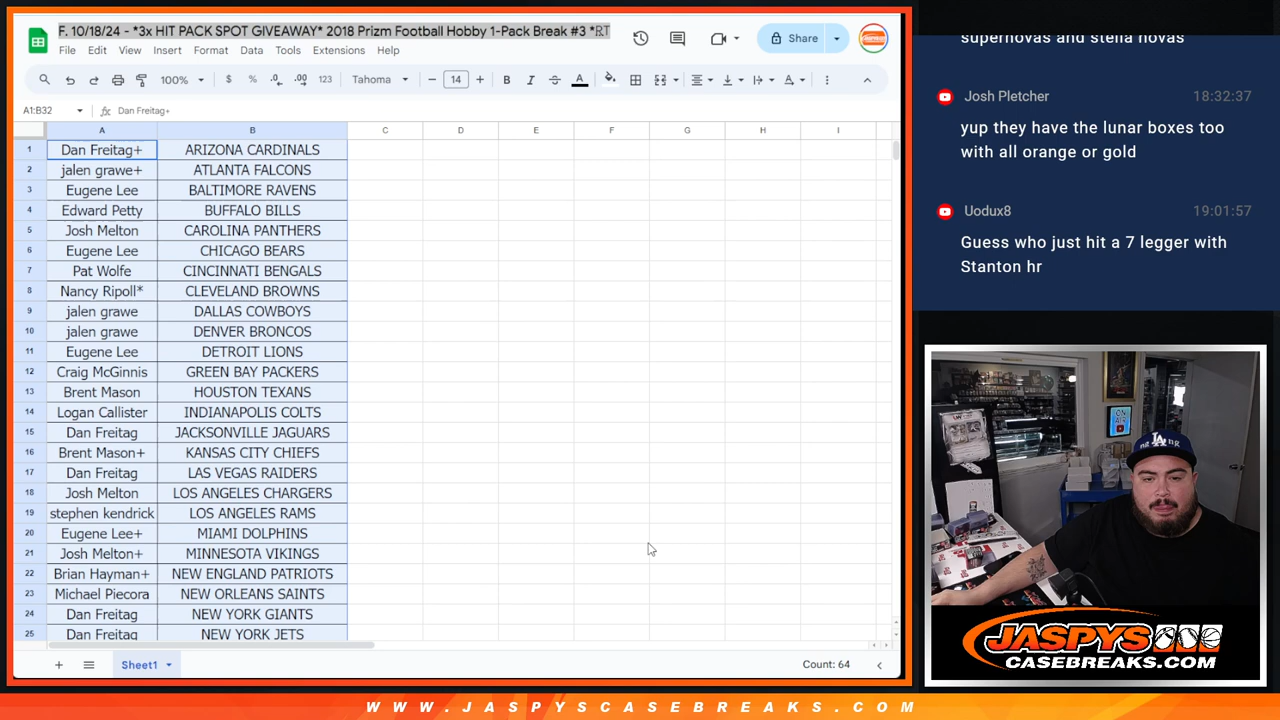 F. 10/18/24 - *3x HIT PACK SPOT GIVEAWAY* 2018 Prizm Football Hobby 1-Pack Break #3 *RT
File Edit View Insert Format Data Tools Extensions Help
Share
100% $ % .0 .00 123 Tahoma 14 B I A
A1:B32 fx Dan Freitag+
A B C D E F G H I
1 Dan Freitag+ ARIZONA CARDINALS
2 jalen grawe+ ATLANTA FALCONS
3 Eugene Lee BALTIMORE RAVENS
4 Edward Petty BUFFALO BILLS
5 Josh Melton CAROLINA PANTHERS
6 Eugene Lee CHICAGO BEARS
7 Pat Wolfe CINCINNATI BENGALS
8 Nancy Ripoll* CLEVELAND BROWNS
9 jalen grawe DALLAS COWBOYS
10 jalen grawe DENVER BRONCOS
11 Eugene Lee DETROIT LIONS
12 Craig McGinnis GREEN BAY PACKERS
13 Brent Mason HOUSTON TEXANS
14 Logan Callister INDIANAPOLIS COLTS
15 Dan Freitag JACKSONVILLE JAGUARS
16 Brent Mason+ KANSAS CITY CHIEFS
17 Dan Freitag LAS VEGAS RAIDERS
18 Josh Melton LOS ANGELES CHARGERS
19 stephen kendrick LOS ANGELES RAMS
20 Eugene Lee+ MIAMI DOLPHINS
21 Josh Melton+ MINNESOTA VIKINGS
22 Brian Hayman+ NEW ENGLAND PATRIOTS
23 Michael Piecora NEW ORLEANS SAINTS
24 Dan Freitag NEW YORK GIANTS
25 Dan Freitag NEW YORK JETS
Sheet1
Count: 64
supernovas and stella novas
Josh Pletcher 18:32:37
yup they have the lunar boxes too
with all orange or gold
Uodux8 19:01:57
Guess who just hit a 7 legger with
Stanton hr
ON AIR
LA
JASPYS
CASEBREAKS.COM
WWW.JASPYSCASEBREAKS.COM